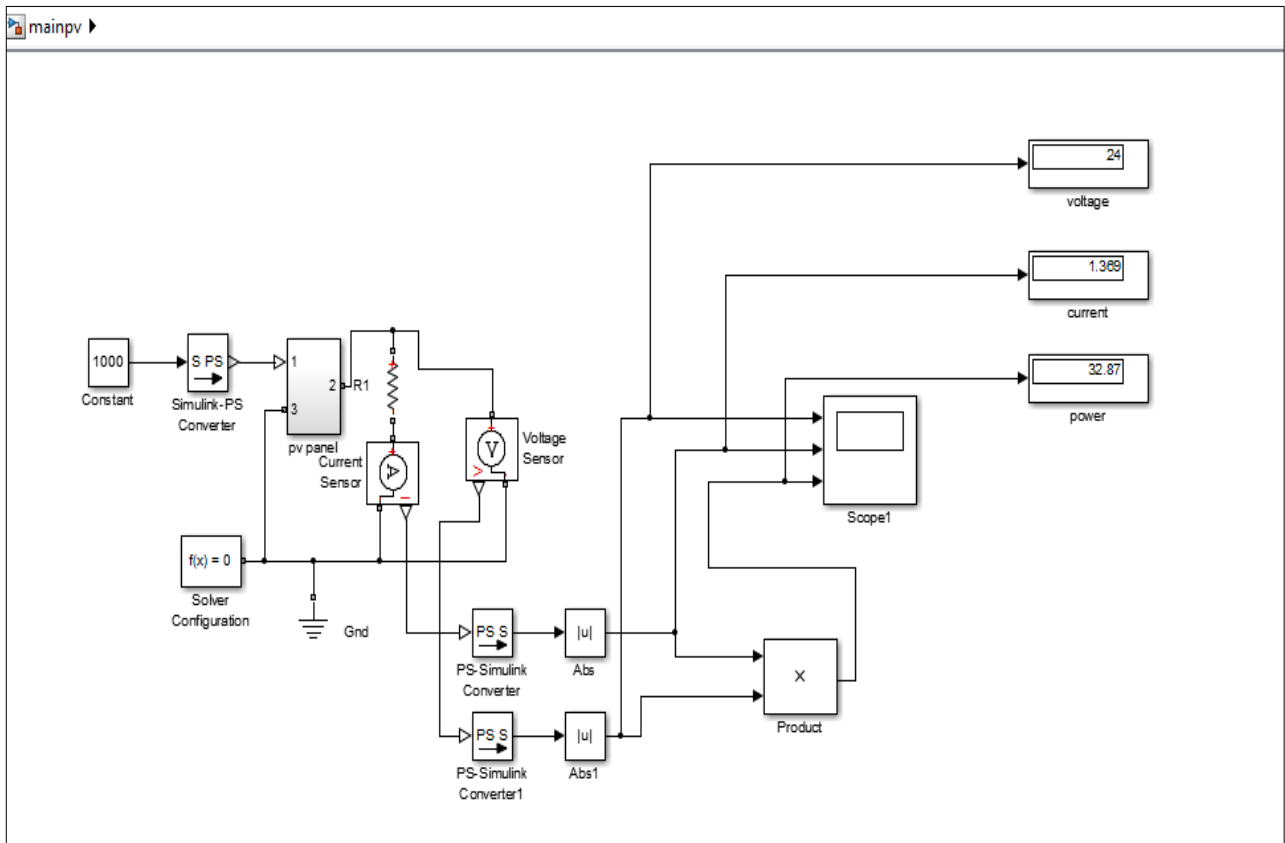 mainpv
24
voltage
1.369
current
32.87
power
1000
Constant
S PS
Simulink-PS
Converter
1
2
3
pv panel
R1
A
I
Current
Sensor
V
V
Voltage
Sensor
Scope1
f(x) = 0
Solver
Configuration
Gnd
PS S
PS-Simulink
Converter
|u|
Abs
X
Product
PS S
PS-Simulink
Converter1
|u|
Abs1